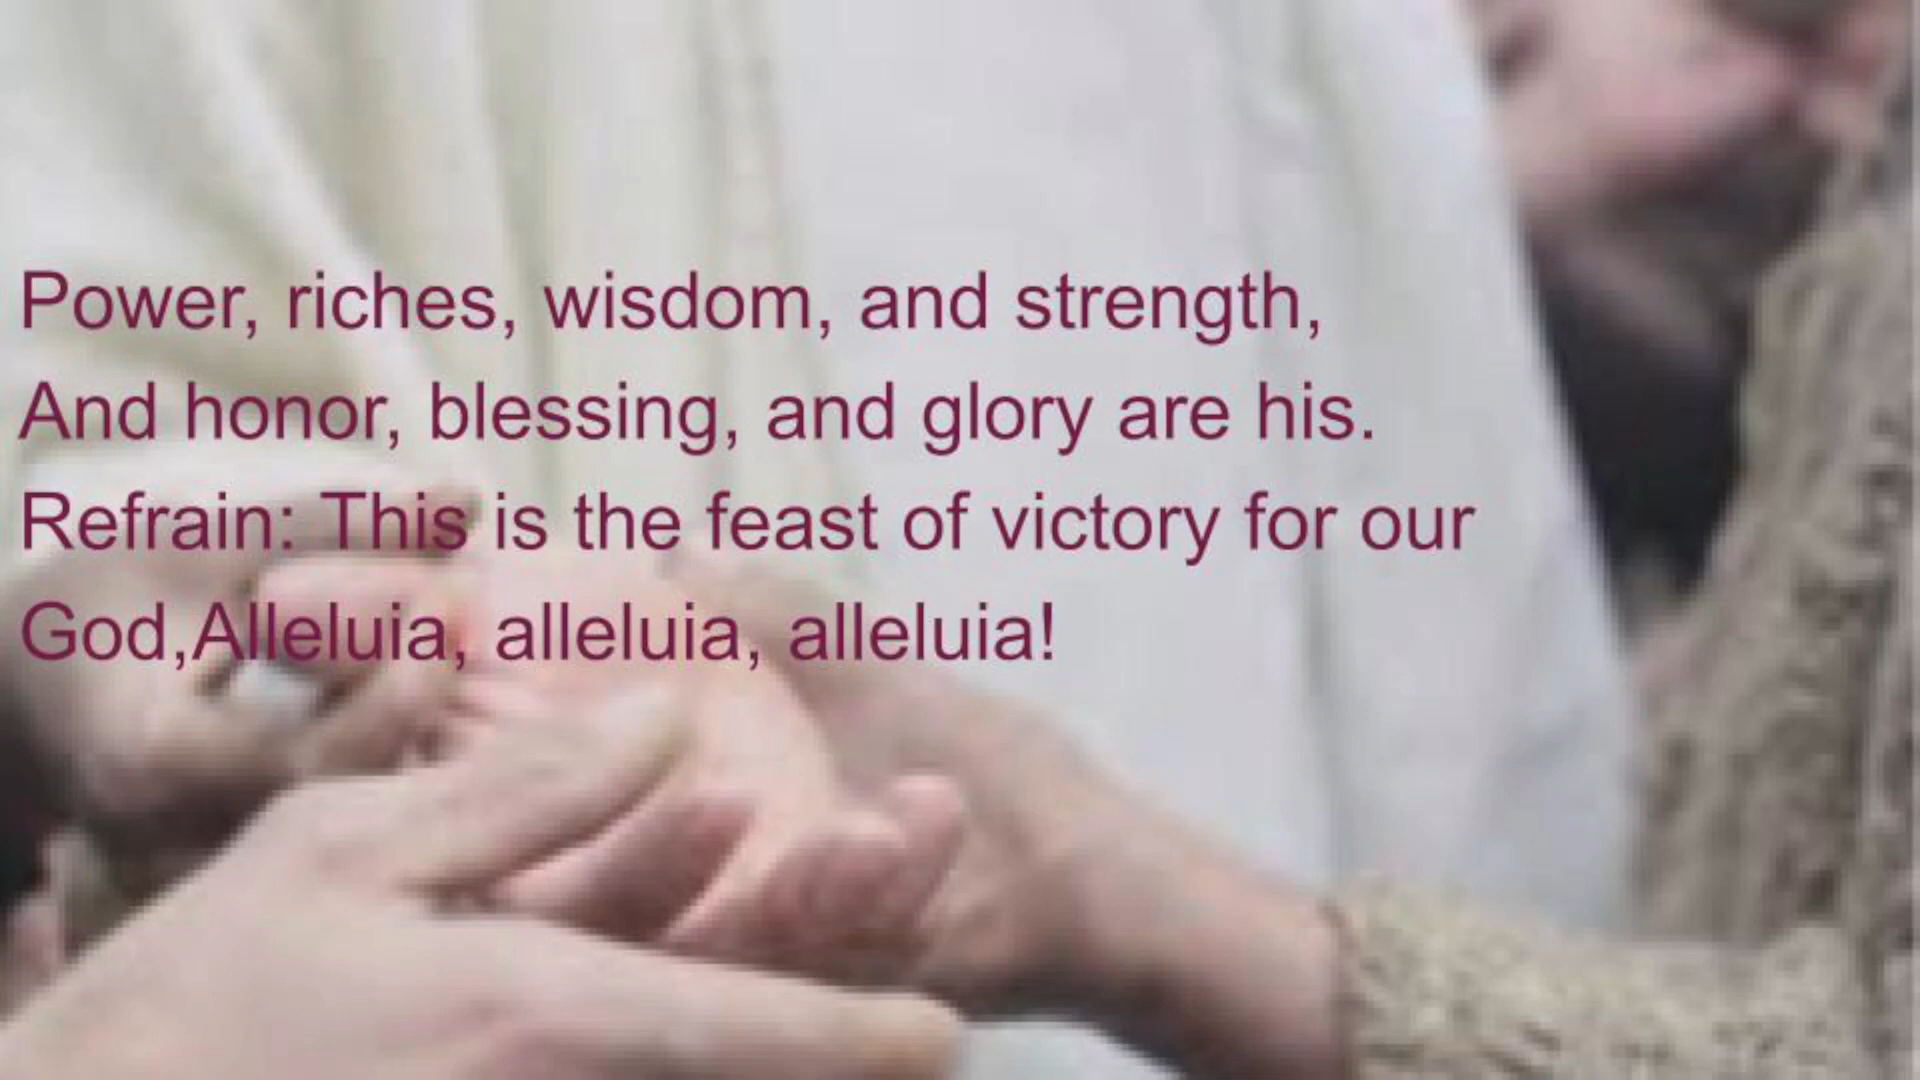 Power, riches, wisdom, and strength,
And honor, blessing, and glory are his.
Refrain: This is the feast of victory for our
God,Alleluia, alleluia, alleluia!